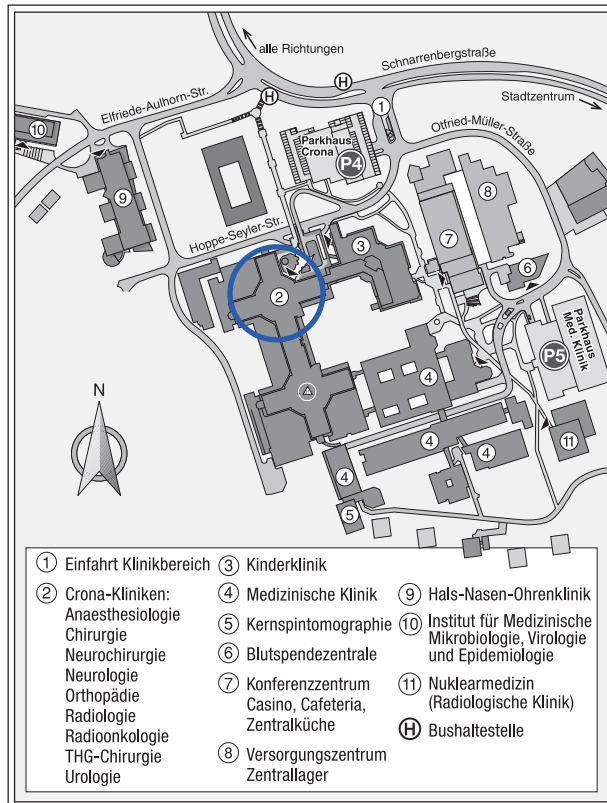 alle Richtungen
Schnarrenbergstraße
Stadtzentrum
Elfriede-Aulhorn-Str.
H
H
1
Otfried-Müller-Straße
10
9
Parkhaus
Crona
P4
8
7
Hoppe-Seyler-Str.
3
6
2
Parkhaus
Med. Klinik
P5
N
4
4
4
4
11
5
1 Einfahrt Klinikbereich
2 Crona-Kliniken:
Anaesthesiologie
Chirurgie
Neurochirurgie
Neurologie
Orthopädie
Radiologie
Radioonkologie
THG-Chirurgie
Urologie
3 Kinderklinik
4 Medizinische Klinik
5 Kernspintomographie
6 Blutspendezentrale
7 Konferenzzentrum
Casino, Cafeteria,
Zentralküche
8 Versorgungszentrum
Zentrallager
9 Hals-Nasen-Ohrenklinik
10 Institut für Medizinische
Mikrobiologie, Virologie
und Epidemiologie
11 Nuklearmedizin
(Radiologische Klinik)
H Bushaltestelle